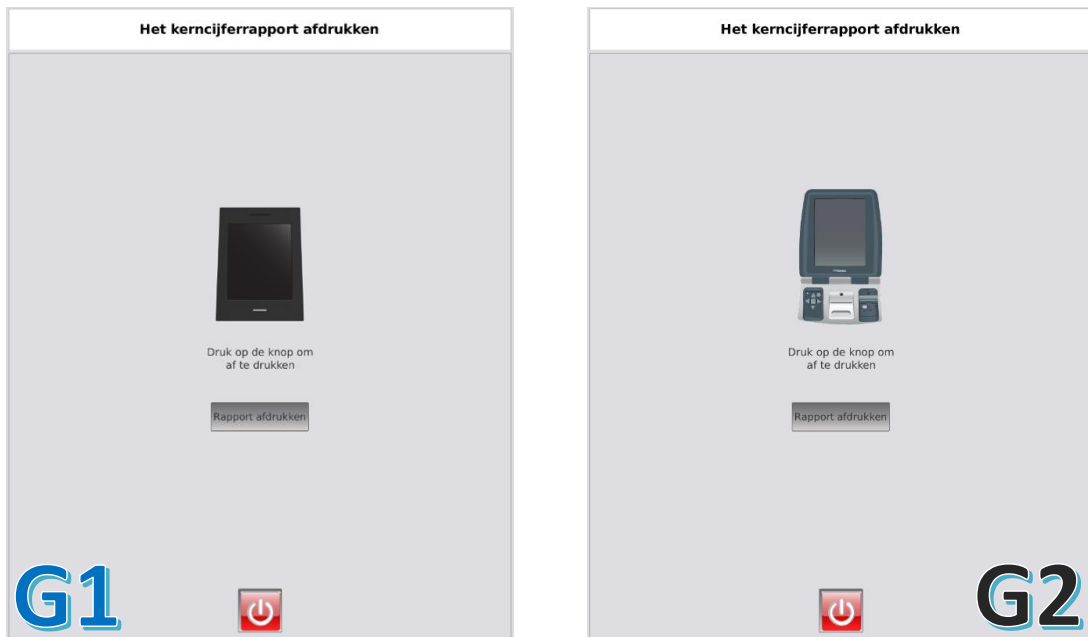 Het kerncijferrapport afdrukken
Druk op de knop om
af te drukken
Rapport afdrukken
G1
Het kerncijferrapport afdrukken
Druk op de knop om
af te drukken
Rapport afdrukken
G2